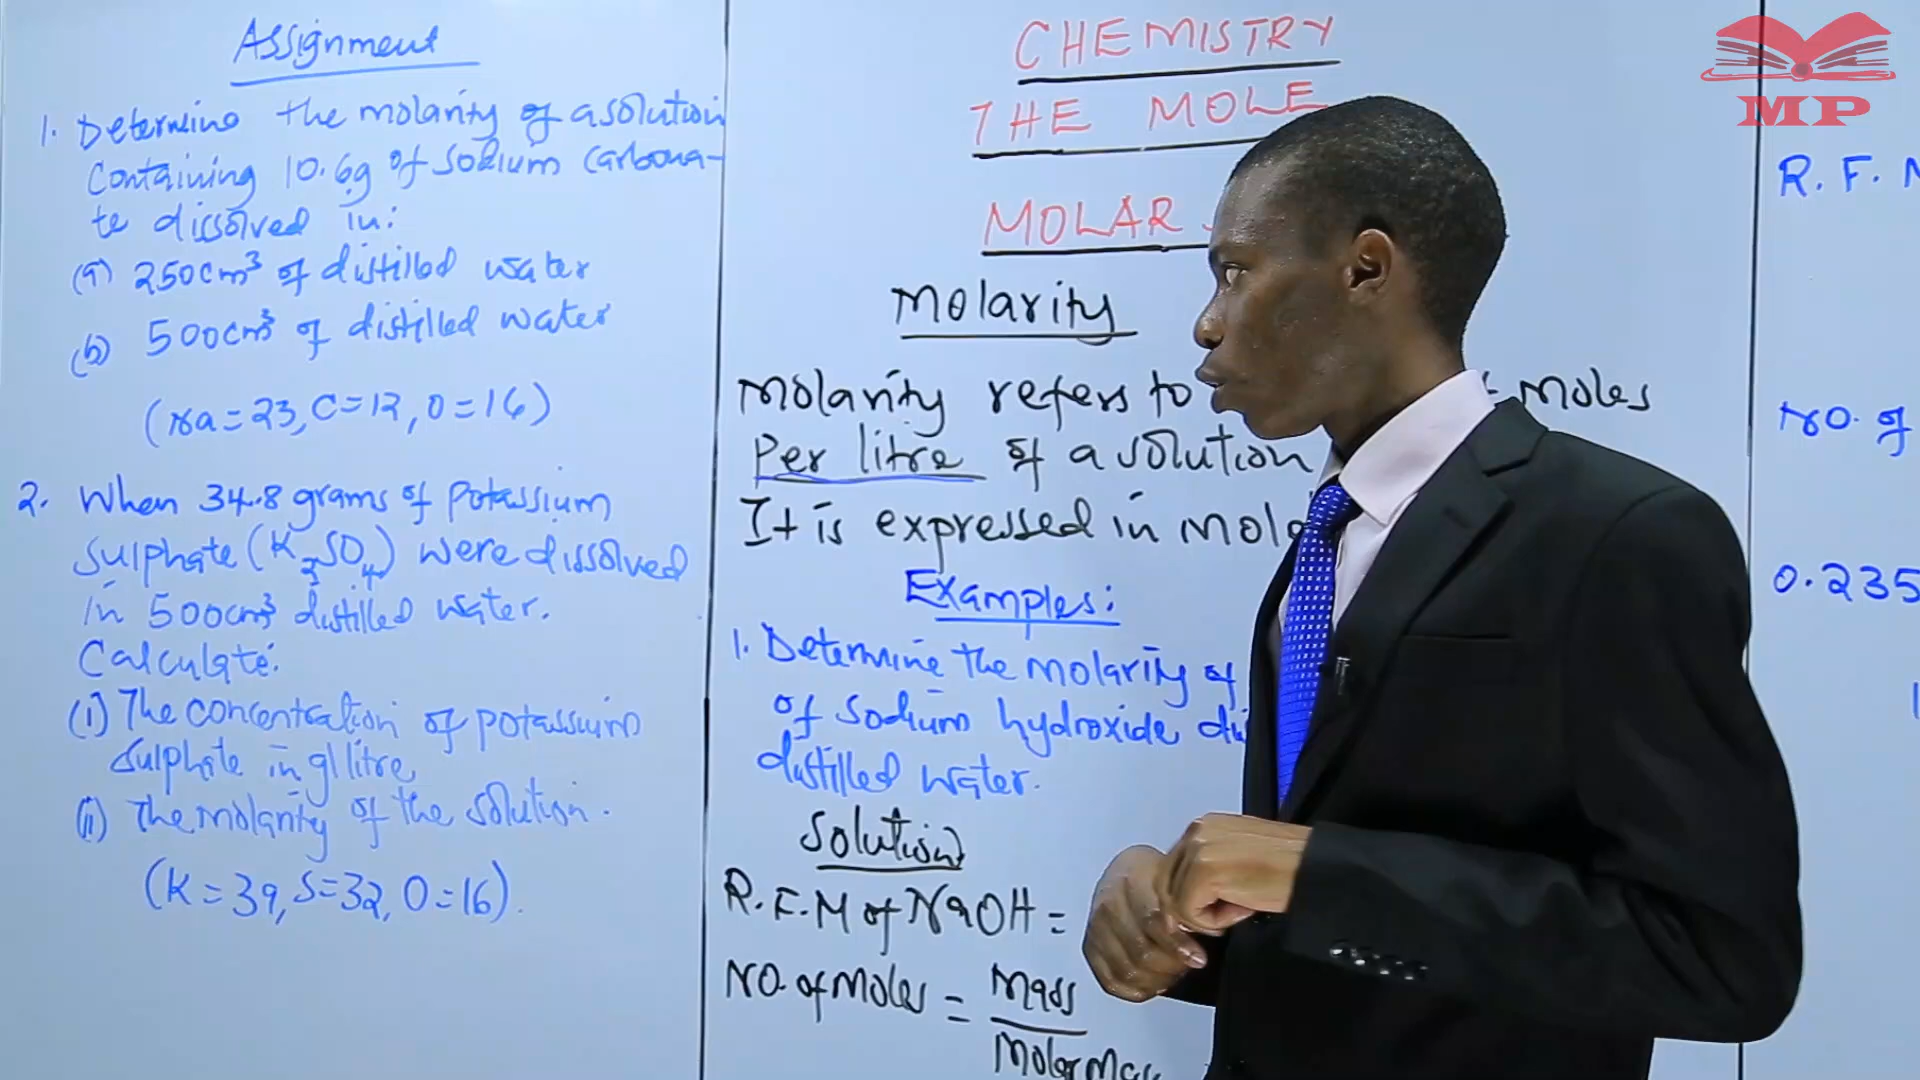 Assignment
1. Determine the molarity of a solution
containing 10.6g of sodium carbona-
te dissolved in:
(a) 250cm³ of distilled water
(b) 500cm³ of distilled water
(Na=23, C=12, O=16)
2. When 34.8 grams of potassium
sulphate (K₂SO₄) were dissolved
in 500cm³ distilled water.
Calculate:
(i) The concentration of potassium
sulphate in g/litre
(ii) The molarity of the solution.
(K=39, S=32, O=16).
CHEMISTRY
THE MOLE
MOLAR
Molarity
Molarity refers to moles
per litre of a solution
It is expressed in
Examples:
1. Determine the molarity of
of sodium hydroxide
distilled water.
Solution
R.F.M of NaOH =
NO. of moles = Mass
Molar
MP
R.F.
NO. of
0.235